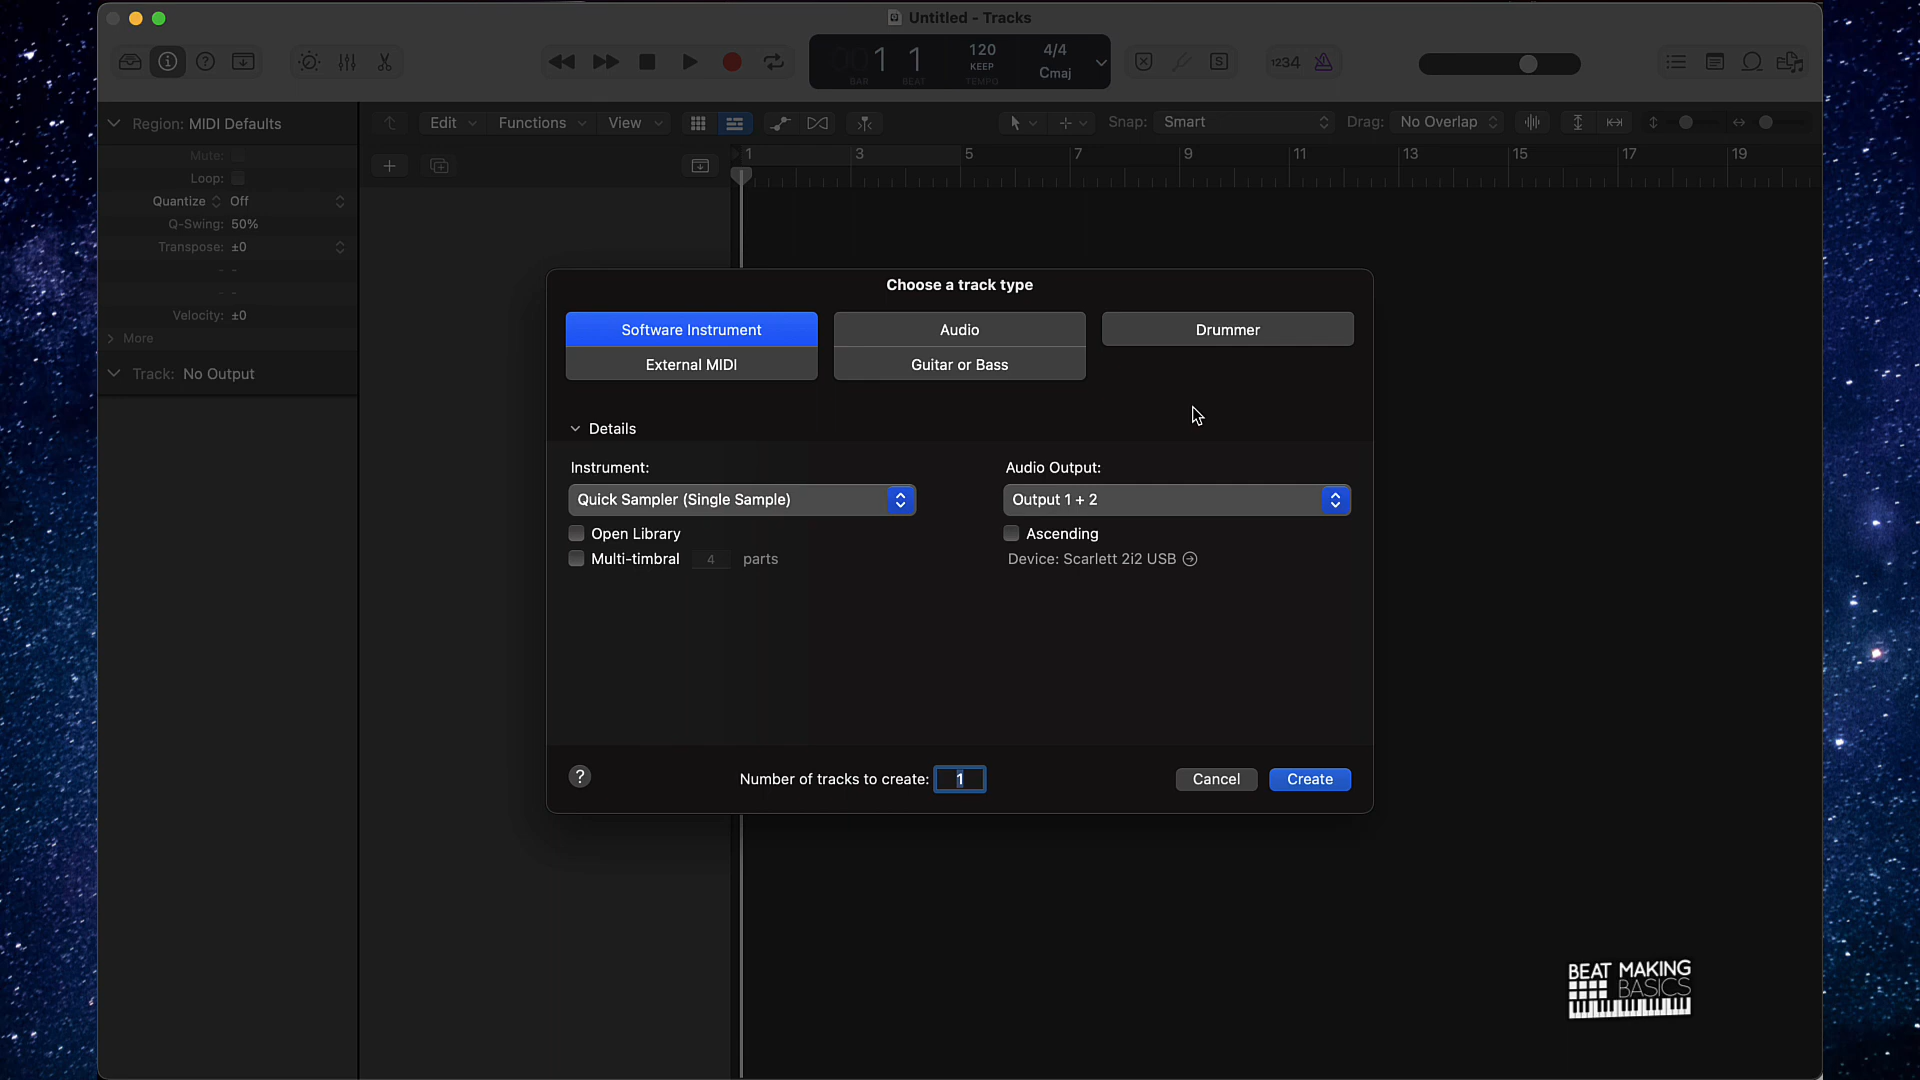 Untitled - Tracks
1 1
BAR BEAT
120
KEEP
TEMPO
4/4
Cmaj
S
1234
Region: MIDI Defaults
Mute:
Loop:
Quantize Off
Q-Swing: 50%
Transpose: ±0
- -
- -
Velocity: ±0
More
Track: No Output
Edit
Functions
View
Snap: Smart
Drag: No Overlap
1 3 5 7 9 11 13 15 17 19
Choose a track type
Software Instrument
Audio
Drummer
External MIDI
Guitar or Bass
Details
Instrument:
Audio Output:
Quick Sampler (Single Sample)
Output 1 + 2
Open Library
Ascending
Multi-timbral 4 parts
Device: Scarlett 2i2 USB
?
Number of tracks to create: 1
Cancel
Create
BEAT MAKING
BASICS